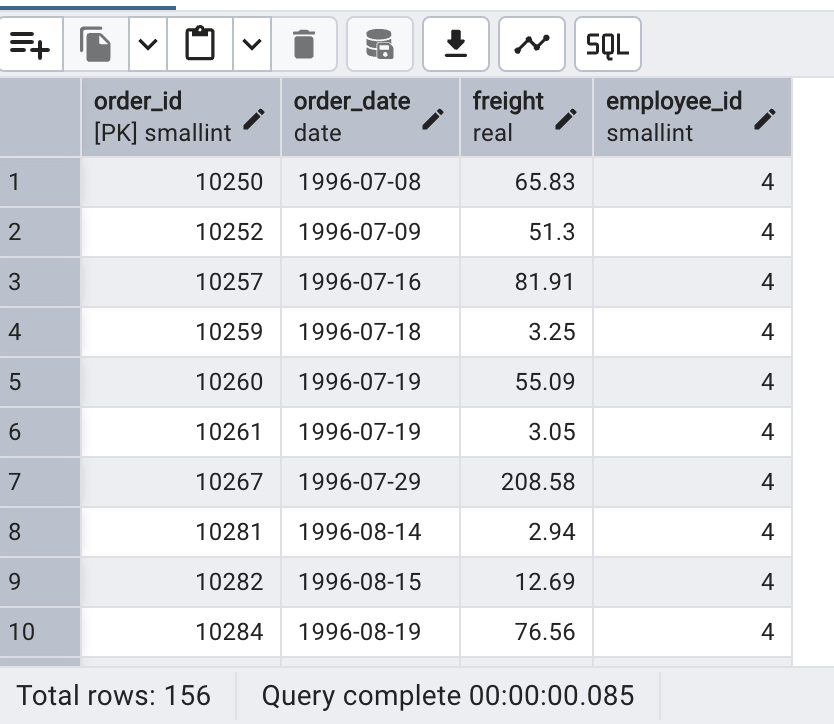 SQL
order_id order_date freight employee_id
[PK] smallint date real smallint
1 10250 1996-07-08 65.83 4
2 10252 1996-07-09 51.3 4
3 10257 1996-07-16 81.91 4
4 10259 1996-07-18 3.25 4
5 10260 1996-07-19 55.09 4
6 10261 1996-07-19 3.05 4
7 10267 1996-07-29 208.58 4
8 10281 1996-08-14 2.94 4
9 10282 1996-08-15 12.69 4
10 10284 1996-08-19 76.56 4
Total rows: 156 Query complete 00:00:00.085